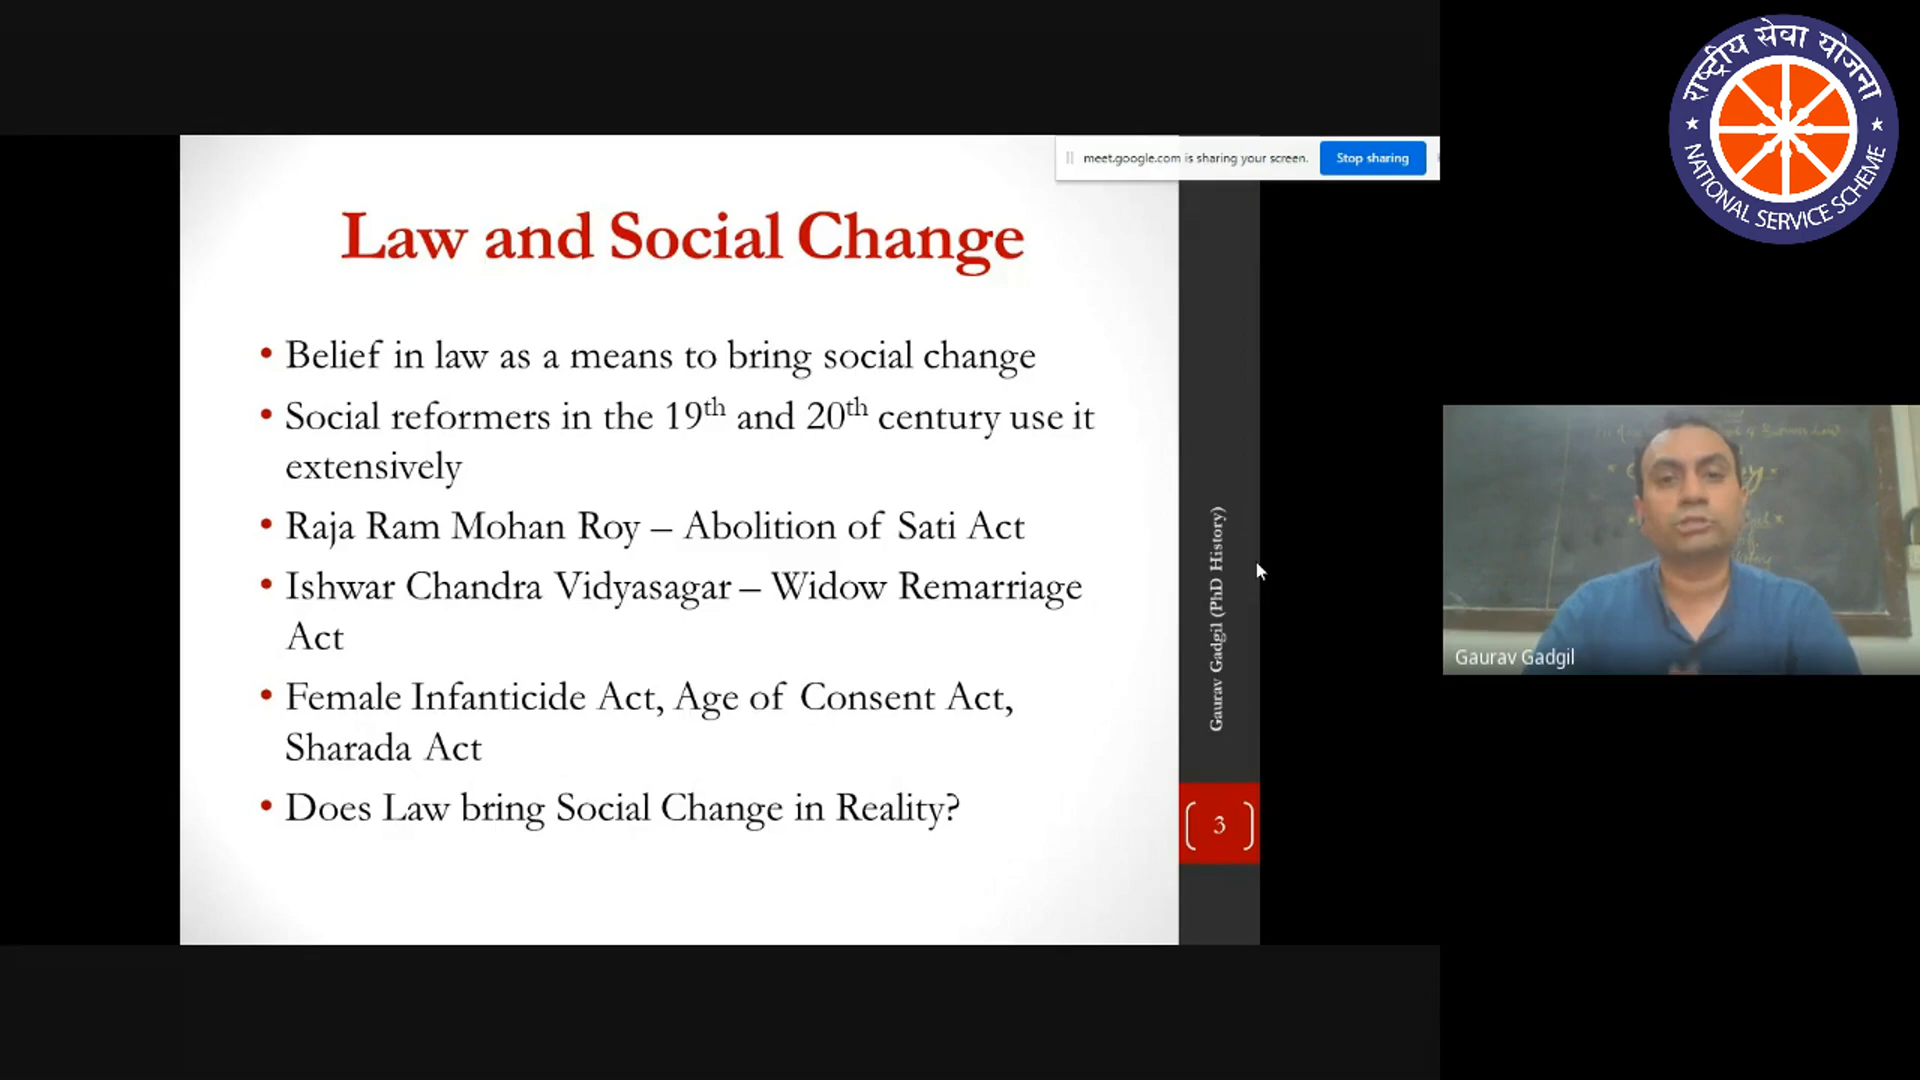 राष्ट्रीय सेवा योजना
NATIONAL SERVICE SCHEME
meet.google.com is sharing your screen.
Stop sharing
Law and Social Change
• Belief in law as a means to bring social change
• Social reformers in the 19th and 20th century use it
extensively
• Raja Ram Mohan Roy – Abolition of Sati Act
• Ishwar Chandra Vidyasagar – Widow Remarriage
Act
• Female Infanticide Act, Age of Consent Act,
Sharada Act
• Does Law bring Social Change in Reality?
Gaurav Gadgil (PhD History)
3
Gaurav Gadgil